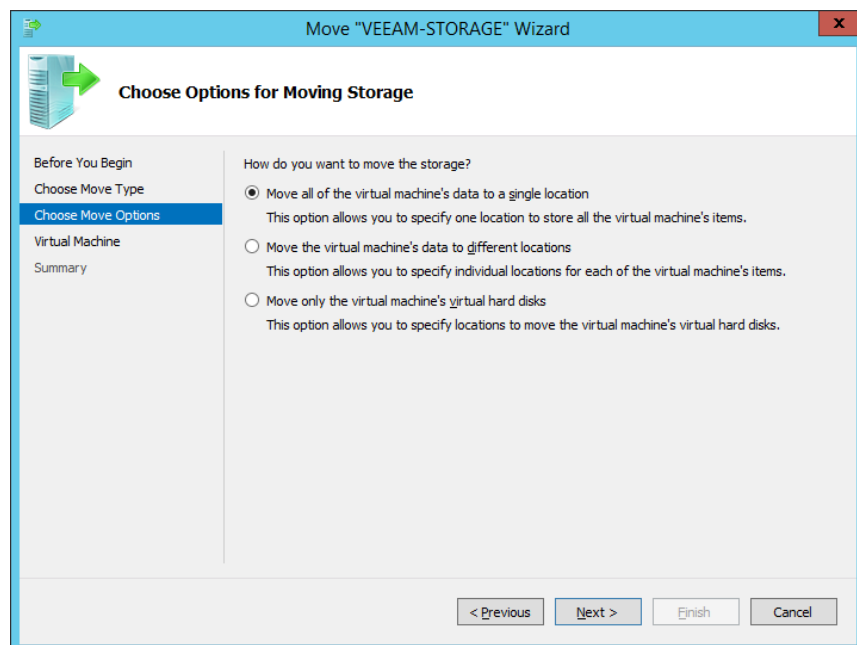 Move "VEEAM-STORAGE" Wizard
x
Choose Options for Moving Storage
Before You Begin
Choose Move Type
Choose Move Options
Virtual Machine
Summary
How do you want to move the storage?
Move all of the virtual machine's data to a single location
This option allows you to specify one location to store all the virtual machine's items.
Move the virtual machine's data to different locations
This option allows you to specify individual locations for each of the virtual machine's items.
Move only the virtual machine's virtual hard disks
This option allows you to specify locations to move the virtual machine's virtual hard disks.
< Previous
Next >
Finish
Cancel